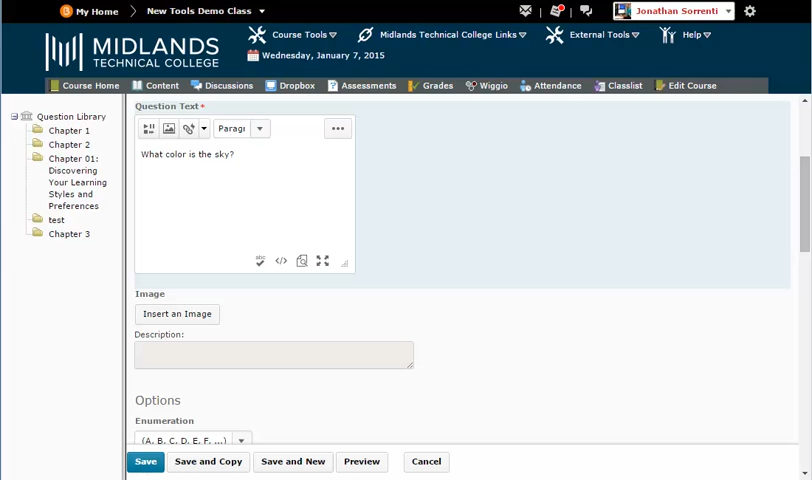 My Home
New Tools Demo Class
Jonathan Sorrenti
MIDLANDS
TECHNICAL COLLEGE
Course Tools
Midlands Technical College Links
External Tools
Help
Wednesday, January 7, 2015
Course Home
Content
Discussions
Dropbox
Assessments
Grades
Wiggio
Attendance
Classlist
Edit Course
Question Library
Chapter 1
Chapter 2
Chapter 01:
Discovering
Your Learning
Styles and
Preferences
test
Chapter 3
Question Text *
Paragr
What color is the sky?
abc
Image
Insert an Image
Description:
Options
Enumeration
(A, B, C, D, E, F, ...)
Save
Save and Copy
Save and New
Preview
Cancel